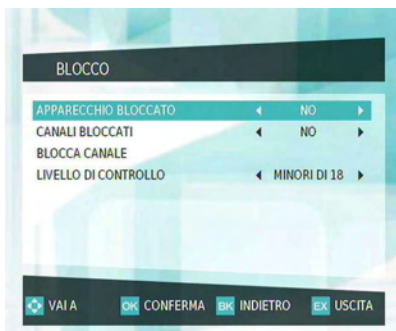 BLOCCO
APPARECCHIO BLOCCATO NO
CANALI BLOCCATI NO
BLOCCA CANALE
LIVELLO DI CONTROLLO MINORI DI 18
VAI A OK CONFERMA BK INDIETRO EX USCITA